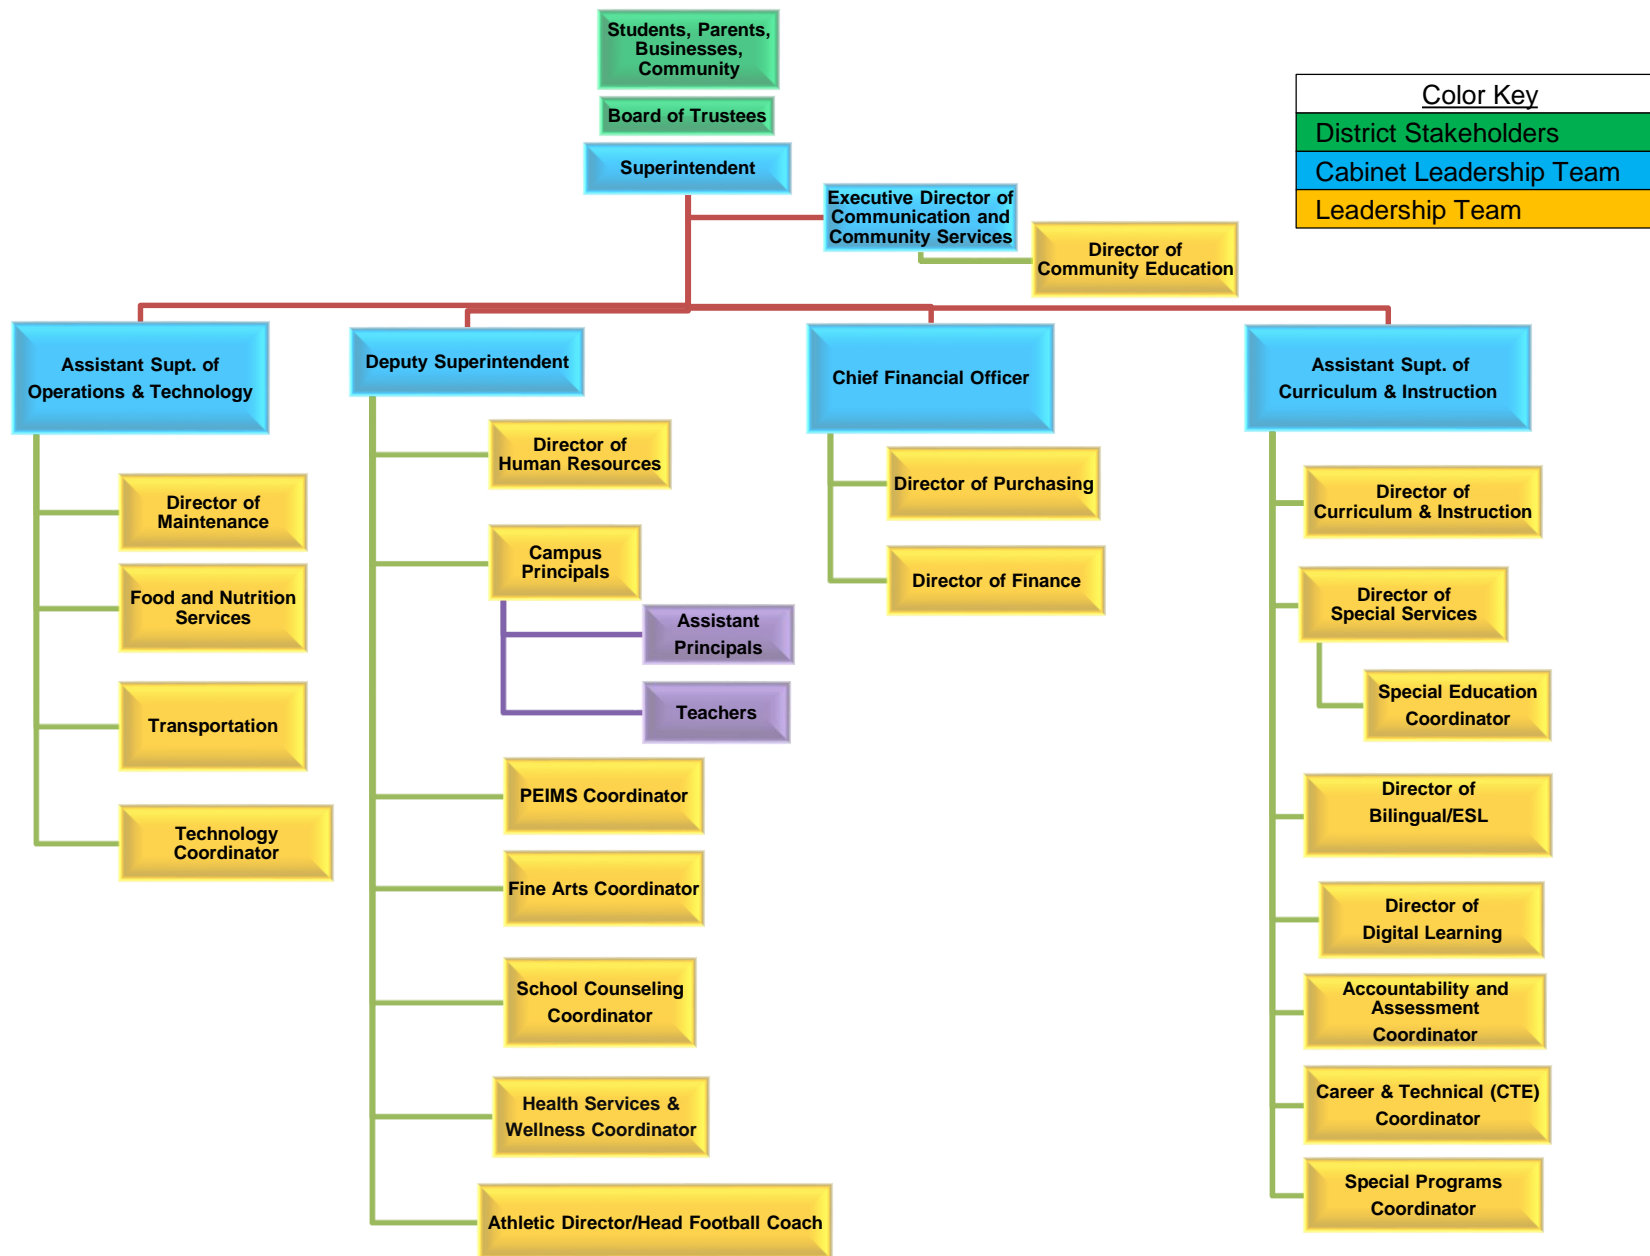 Students, Parents,
Businesses,
Community
Board of Trustees
Superintendent
Executive Director of
Communication and
Community Services
Director of
Community Education
Color Key
District Stakeholders
Cabinet Leadership Team
Leadership Team
Assistant Supt. of
Operations & Technology
Director of
Maintenance
Food and Nutrition
Services
Transportation
Technology
Coordinator
Deputy Superintendent
Director of
Human Resources
Campus
Principals
Assistant
Principals
Teachers
PEIMS Coordinator
Fine Arts Coordinator
School Counseling
Coordinator
Health Services &
Wellness Coordinator
Athletic Director/Head Football Coach
Chief Financial Officer
Director of Purchasing
Director of Finance
Assistant Supt. of
Curriculum & Instruction
Director of
Curriculum & Instruction
Director of
Special Services
Special Education
Coordinator
Director of
Bilingual/ESL
Director of
Digital Learning
Accountability and
Assessment
Coordinator
Career & Technical (CTE)
Coordinator
Special Programs
Coordinator